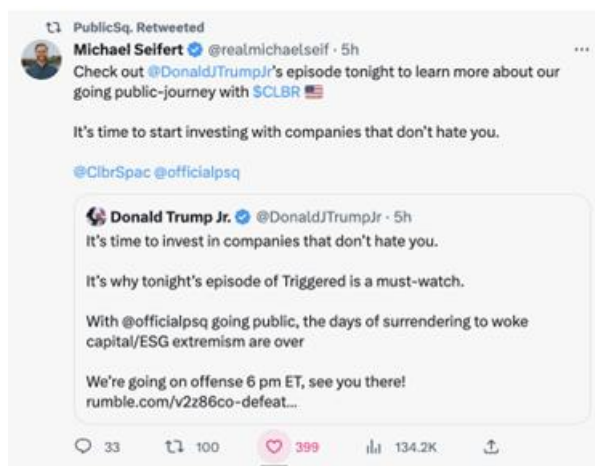 PublicSq. Retweeted
Michael Seifert @realmichaelseif · 5h
Check out @DonaldJTrumpJr's episode tonight to learn more about our
going public-journey with $CLBR 🇺🇸
It's time to start investing with companies that don't hate you.
@ClbrSpac @officialpsq
Donald Trump Jr. @DonaldJTrumpJr · 5h
It's time to invest in companies that don't hate you.
It's why tonight's episode of Triggered is a must-watch.
With @officialpsq going public, the days of surrendering to woke
capital/ESG extremism are over
We're going on offense 6 pm ET, see you there!
rumble.com/v2z86co-defeat...
33 100 399 134.2K